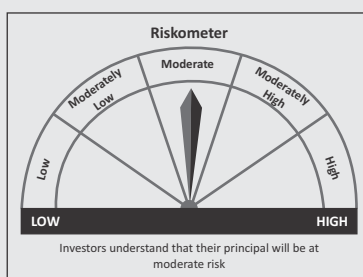 Riskometer
Moderate
Moderately
Low
Moderately
High
Low
High
LOW
HIGH
Investors understand that their principal will be at
moderate risk